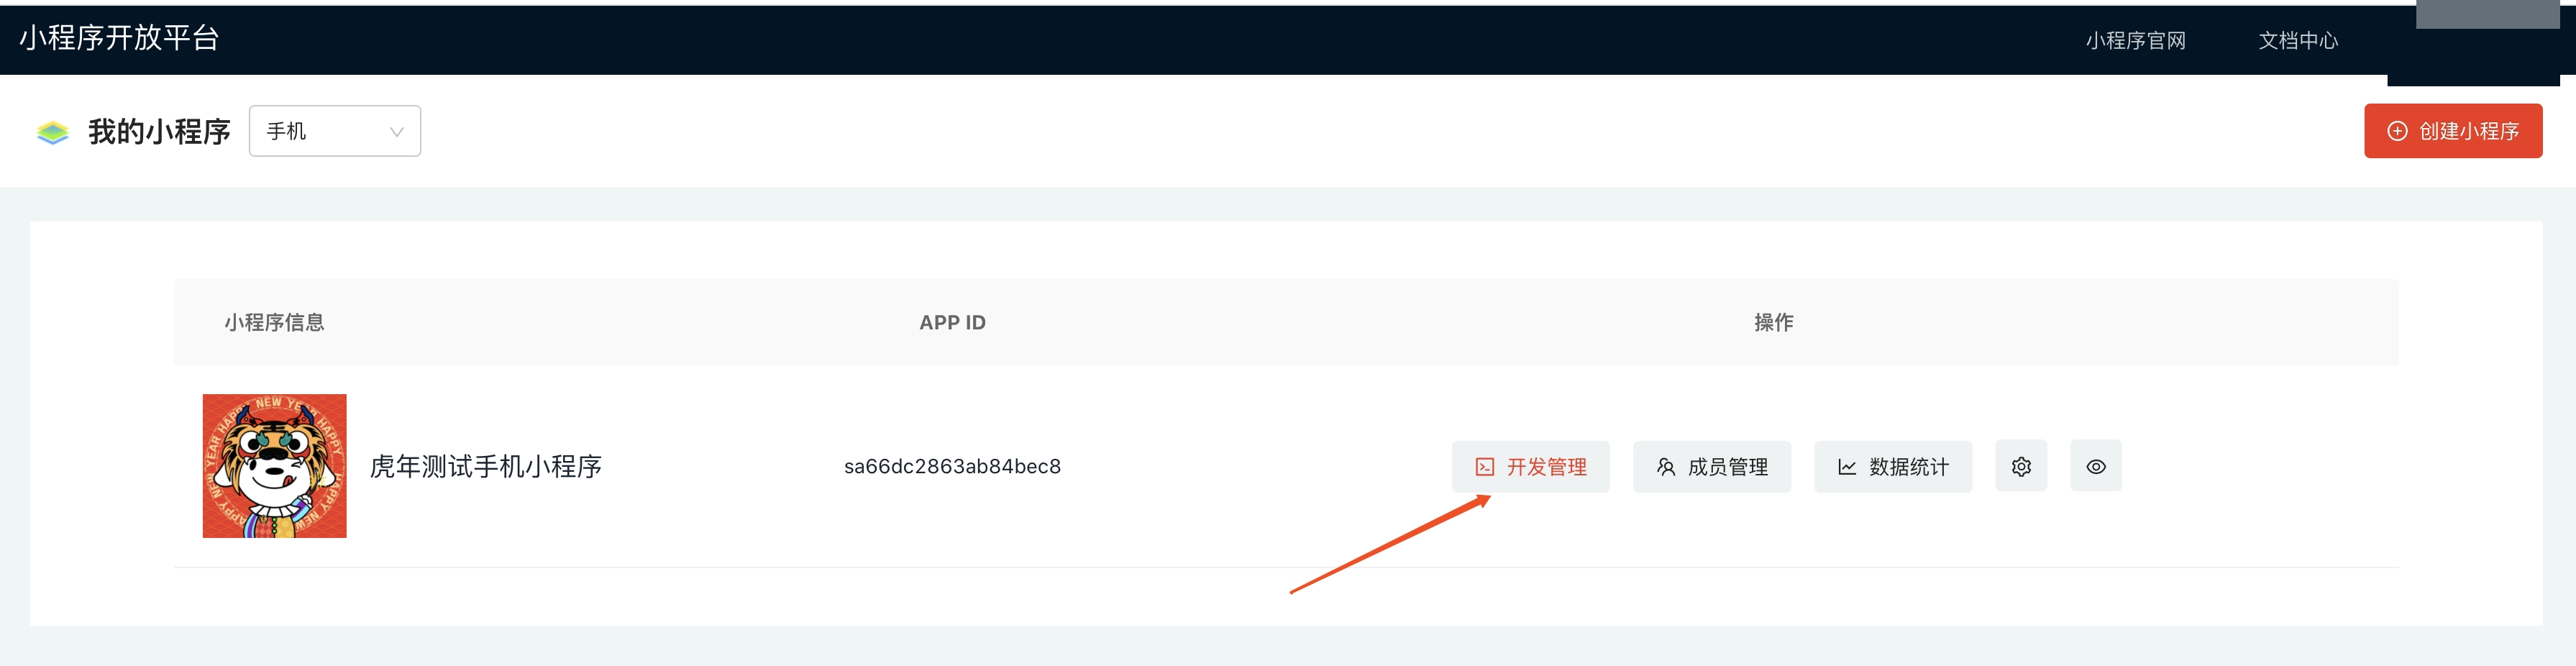 小程序开放平台
小程序官网
文档中心
我的小程序
手机
创建小程序
小程序信息
APP ID
操作
HAPPY NEW YEAR HAPPY NEW YEAR HAPPY NEW
虎年测试手机小程序
sa66dc2863ab84bec8
开发管理
成员管理
数据统计